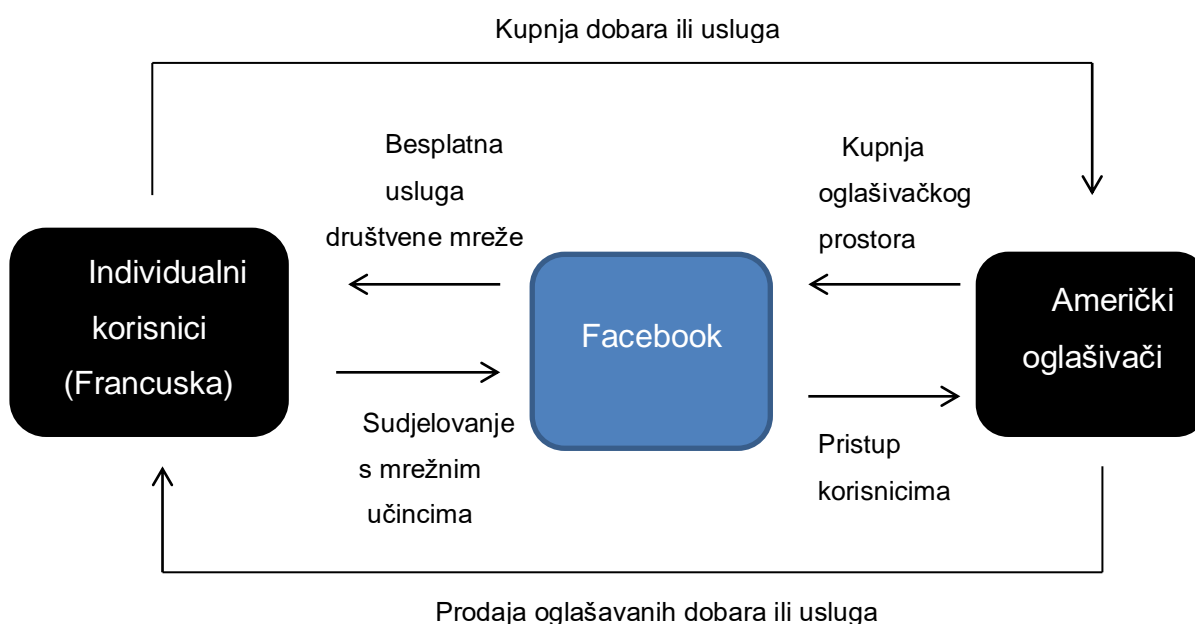 Kupnja dobara ili usluga
Besplatna
usluga
društvene mreže
Kupnja
oglašivačkog
prostora
Individualni
korisnici
(Francuska)
Facebook
Amerģčki
oglašivači
Sudjelovanje
s mrežnim
učincima
Pristup
korisnicima
Prodaja oglašavanih dobara ili usluga